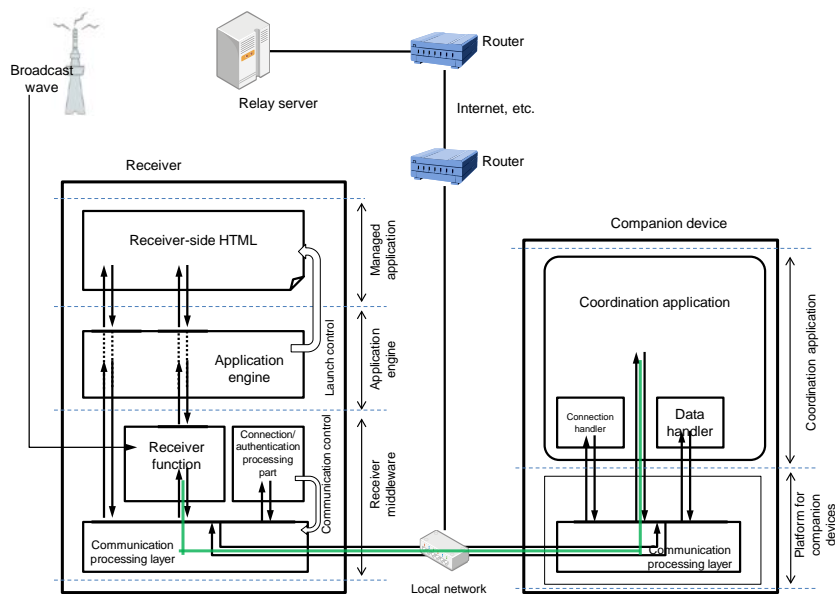 Broadcast
wave
Relay server
Router
Internet, etc.
Router
Receiver
Receiver-side HTML
Managed
application
Launch control
Application
engine
Application
engine
Receiver
function
Connection/
authentication
processing
part
Communication control
Receiver
middleware
Communication
processing layer
Local network
Companion device
Coordination application
Coordination application
Connection
handler
Data
handler
Platform for
companion
devices
Communication
processing layer